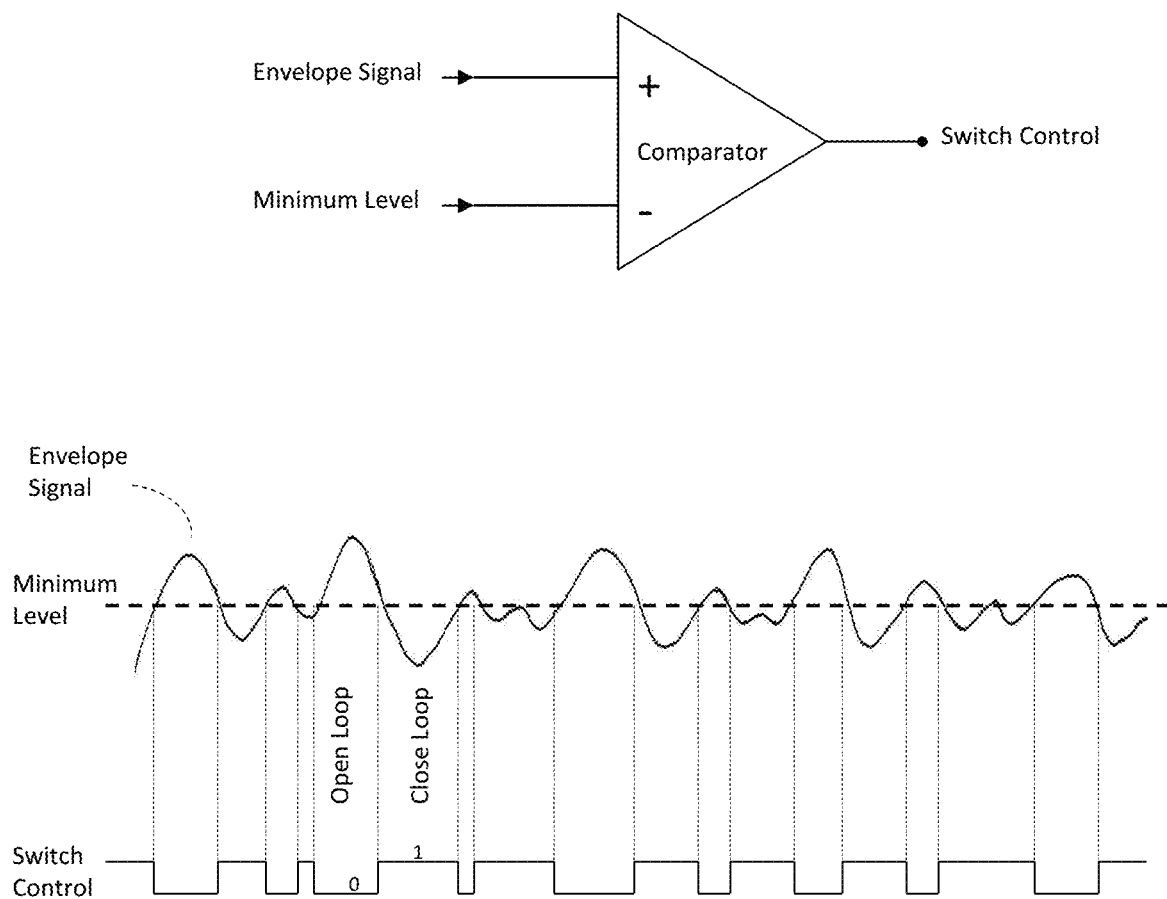 Envelope Signal
+
Comparator
Switch Control
Minimum Level
-
Envelope
Signal
Minimum
Level
Open Loop
Close Loop
Switch
Control
1
0